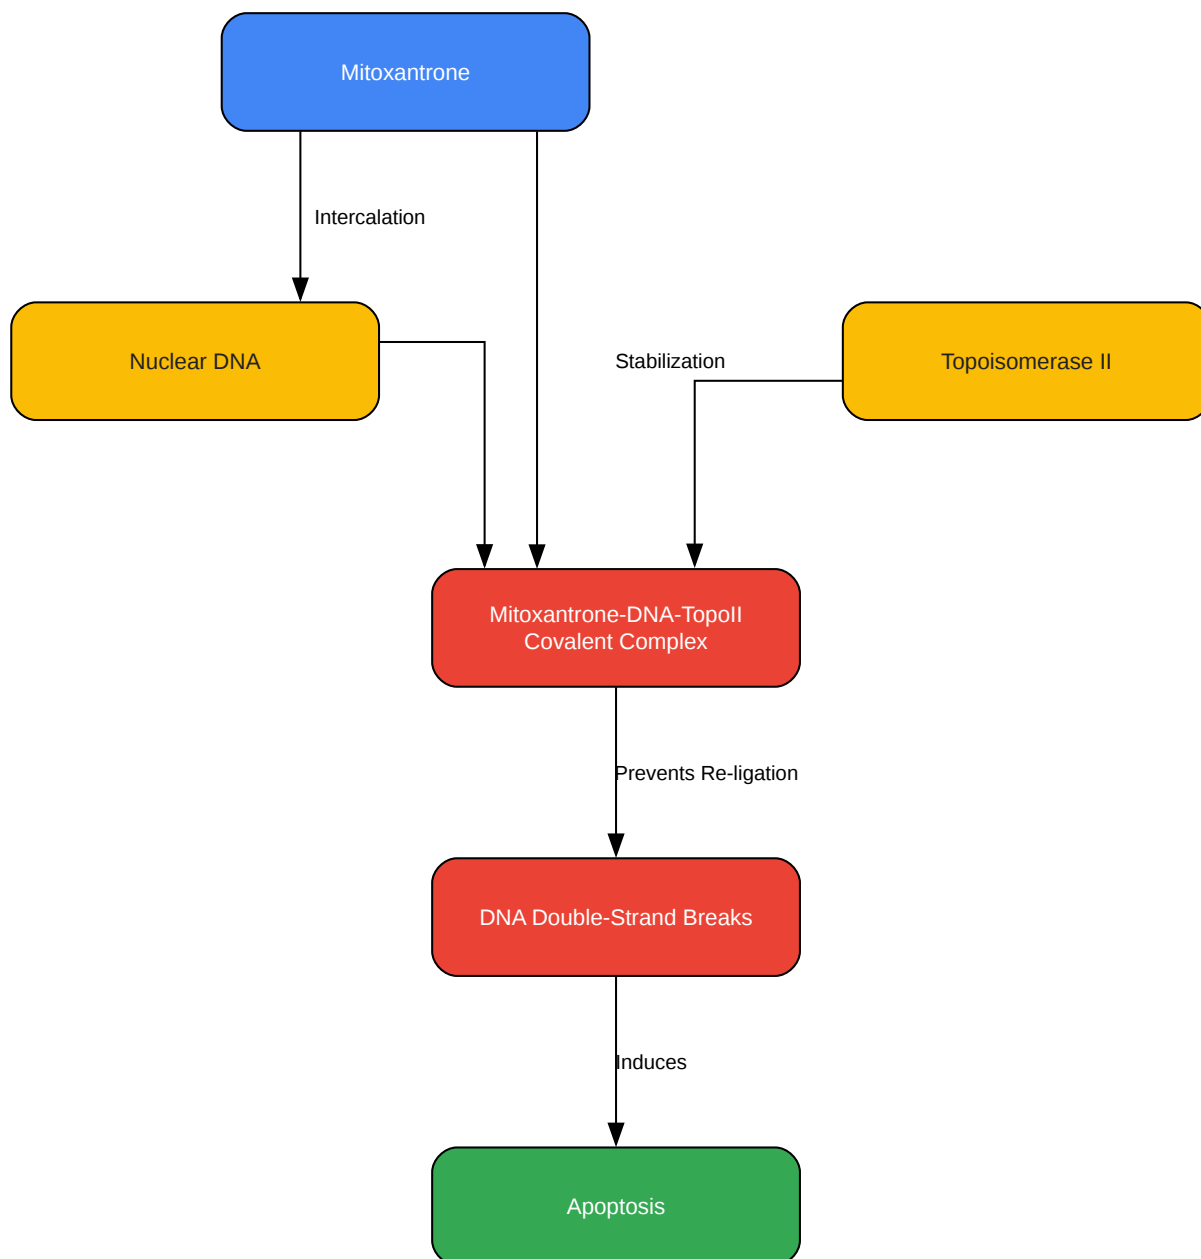 Mitoxantrone
Intercalation
Nuclear DNA
Stabilization
Topoisomerase II
Mitoxantrone-DNA-TopoII
Covalent Complex
Prevents Re-ligation
DNA Double-Strand Breaks
Induces
Apoptosis